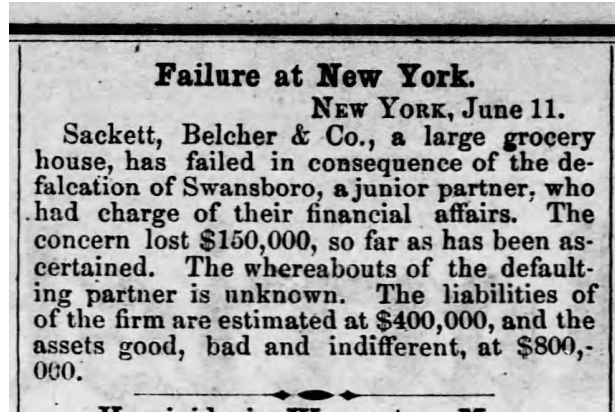 Failure at New York.
NEW YORK, June 11.
Sackett, Belcher & Co., a large grocery
house, has failed in consequence of the de-
falcation of Swansboro, a junior partner, who
had charge of their financial affairs. The
concern lost $150,000, so far as has been as-
certained. The whereabouts of the default-
ing partner is unknown. The liabilities of
of the firm are estimated at $400,000, and the
assets good, bad and indifferent, at $800,-
000.